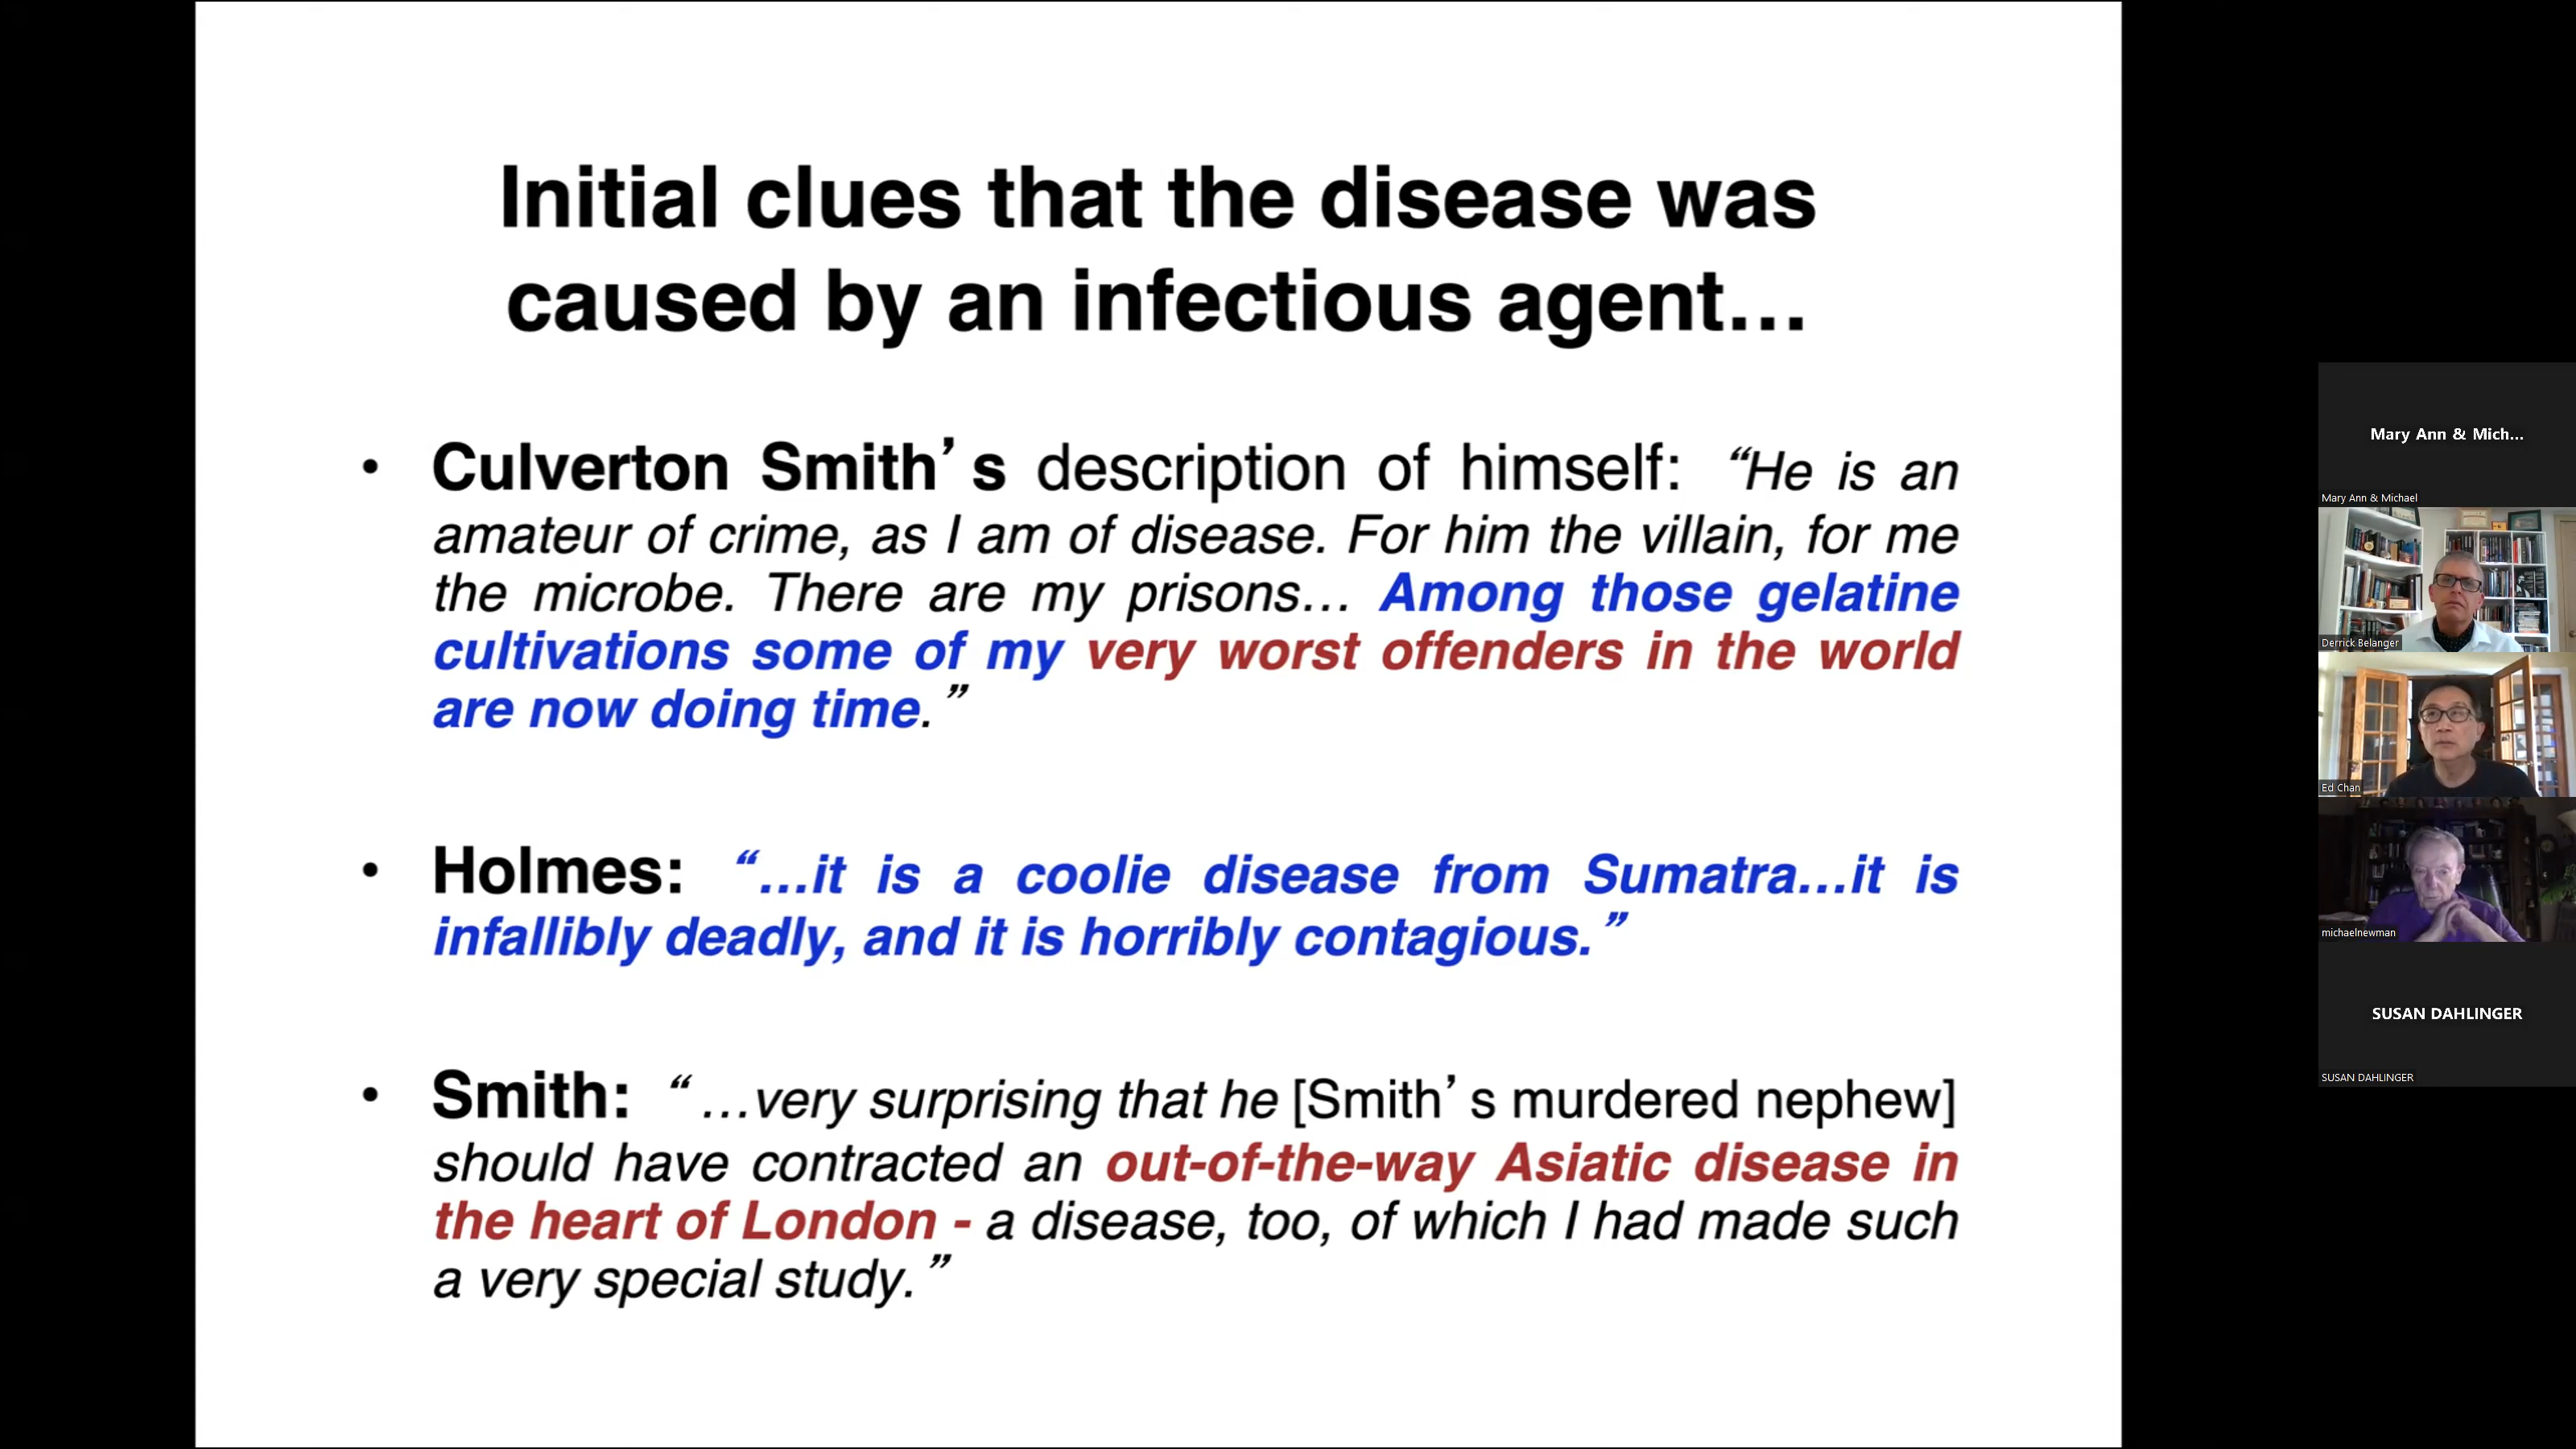 Initial clues that the disease was
caused by an infectious agent…
• Culverton Smith’s description of himself: “He is an
amateur of crime, as I am of disease. For him the villain, for me
the microbe. There are my prisons… Among those gelatine
cultivations some of my very worst offenders in the world
are now doing time.”
• Holmes: “…it is a coolie disease from Sumatra…it is
infallibly deadly, and it is horribly contagious.”
• Smith: “…very surprising that he [Smith’s murdered nephew]
should have contracted an out-of-the-way Asiatic disease in
the heart of London - a disease, too, of which I had made such
a very special study.”
Mary Ann & Mich...
Mary Ann & Michael
Derrick Belanger
Ed Chan
michaelnewman
SUSAN DAHLINGER
SUSAN DAHLINGER